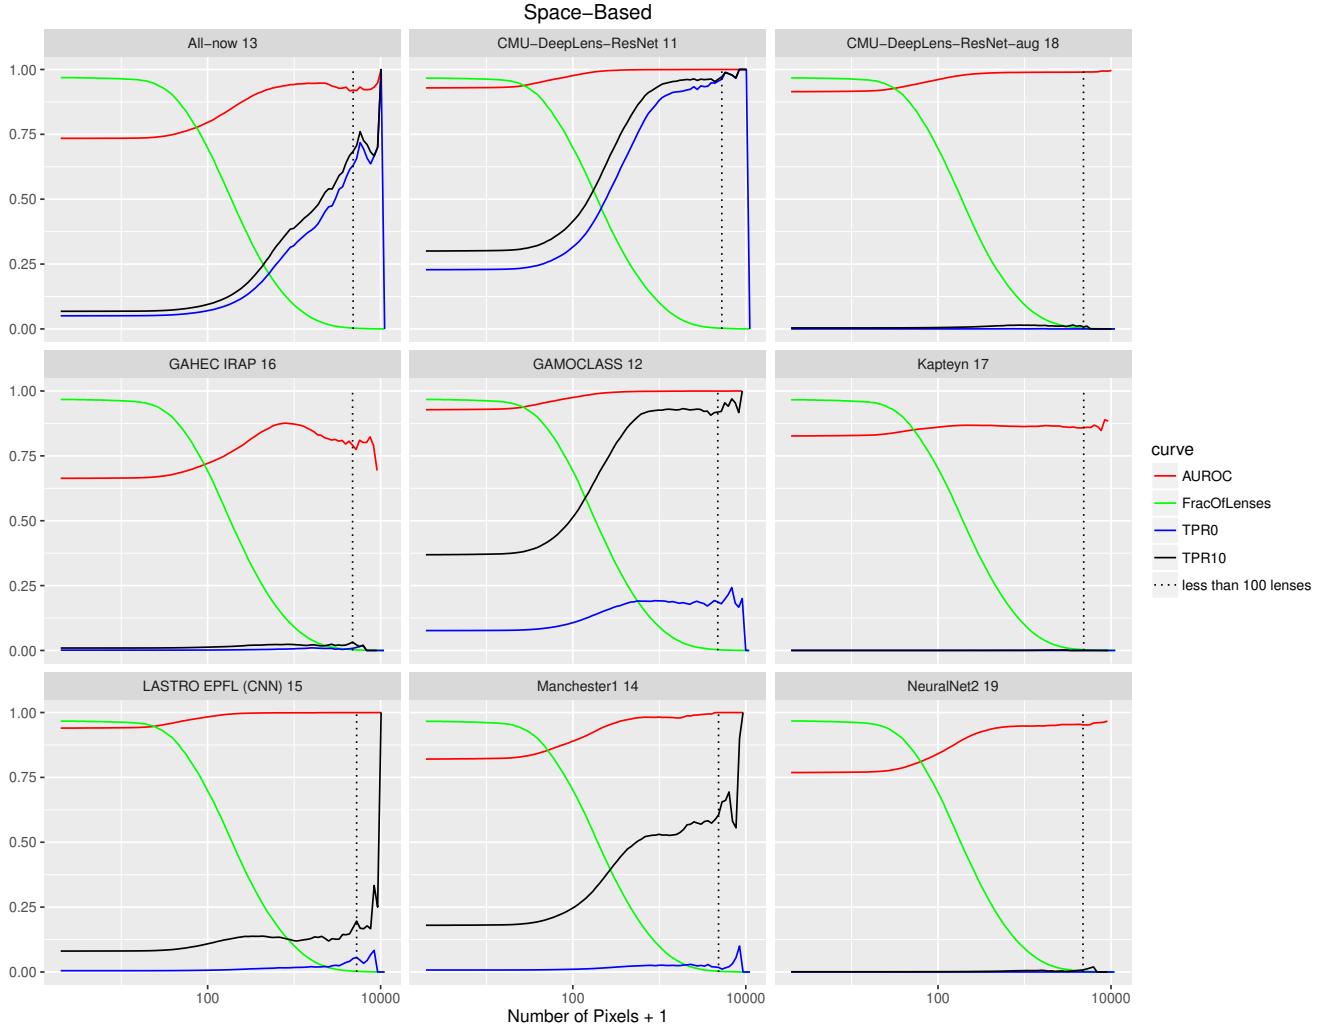 Space−Based
All−now 13
CMU−DeepLens−ResNet 11
CMU−DeepLens−ResNet−aug 18
1.00
0.75
0.50
0.25
0.00
GAHEC IRAP 16
GAMOCLASS 12
Kapteyn 17
1.00
0.75
0.50
0.25
0.00
curve
AUROC
FracOfLenses
TPR0
TPR10
less than 100 lenses
LASTRO EPFL (CNN) 15
Manchester1 14
NeuralNet2 19
1.00
0.75
0.50
0.25
0.00
100 10000 100 10000 100 10000
Number of Pixels + 1